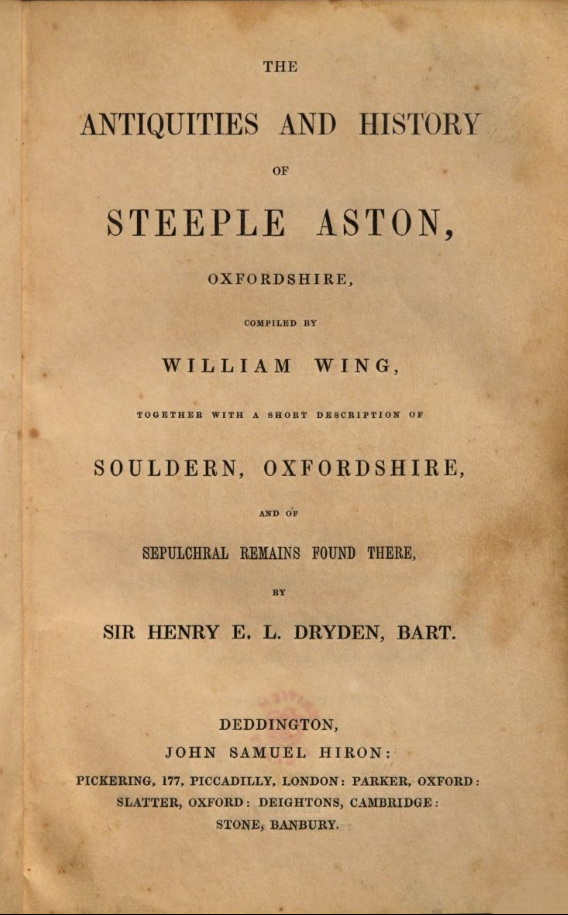 THE
ANTIQUITIES AND HISTORY
OF
STEEPLE ASTON,
OXFORDSHIRE,
COMPILED BY
WILLIAM WING,
TOGETHER WITH A SHORT DESCRIPTION OF
SOULDERN, OXFORDSHIRE,
AND OF
SEPULCHRAL REMAINS FOUND THERE,
BY
SIR HENRY E. L. DRYDEN, BART.
DEDDINGTON,
JOHN SAMUEL HIRON:
PICKERING, 177, PICCADILLY, LONDON: PARKER, OXFORD:
SLATTER, OXFORD: DEIGHTONS, CAMBRIDGE:
STONE, BANBURY.